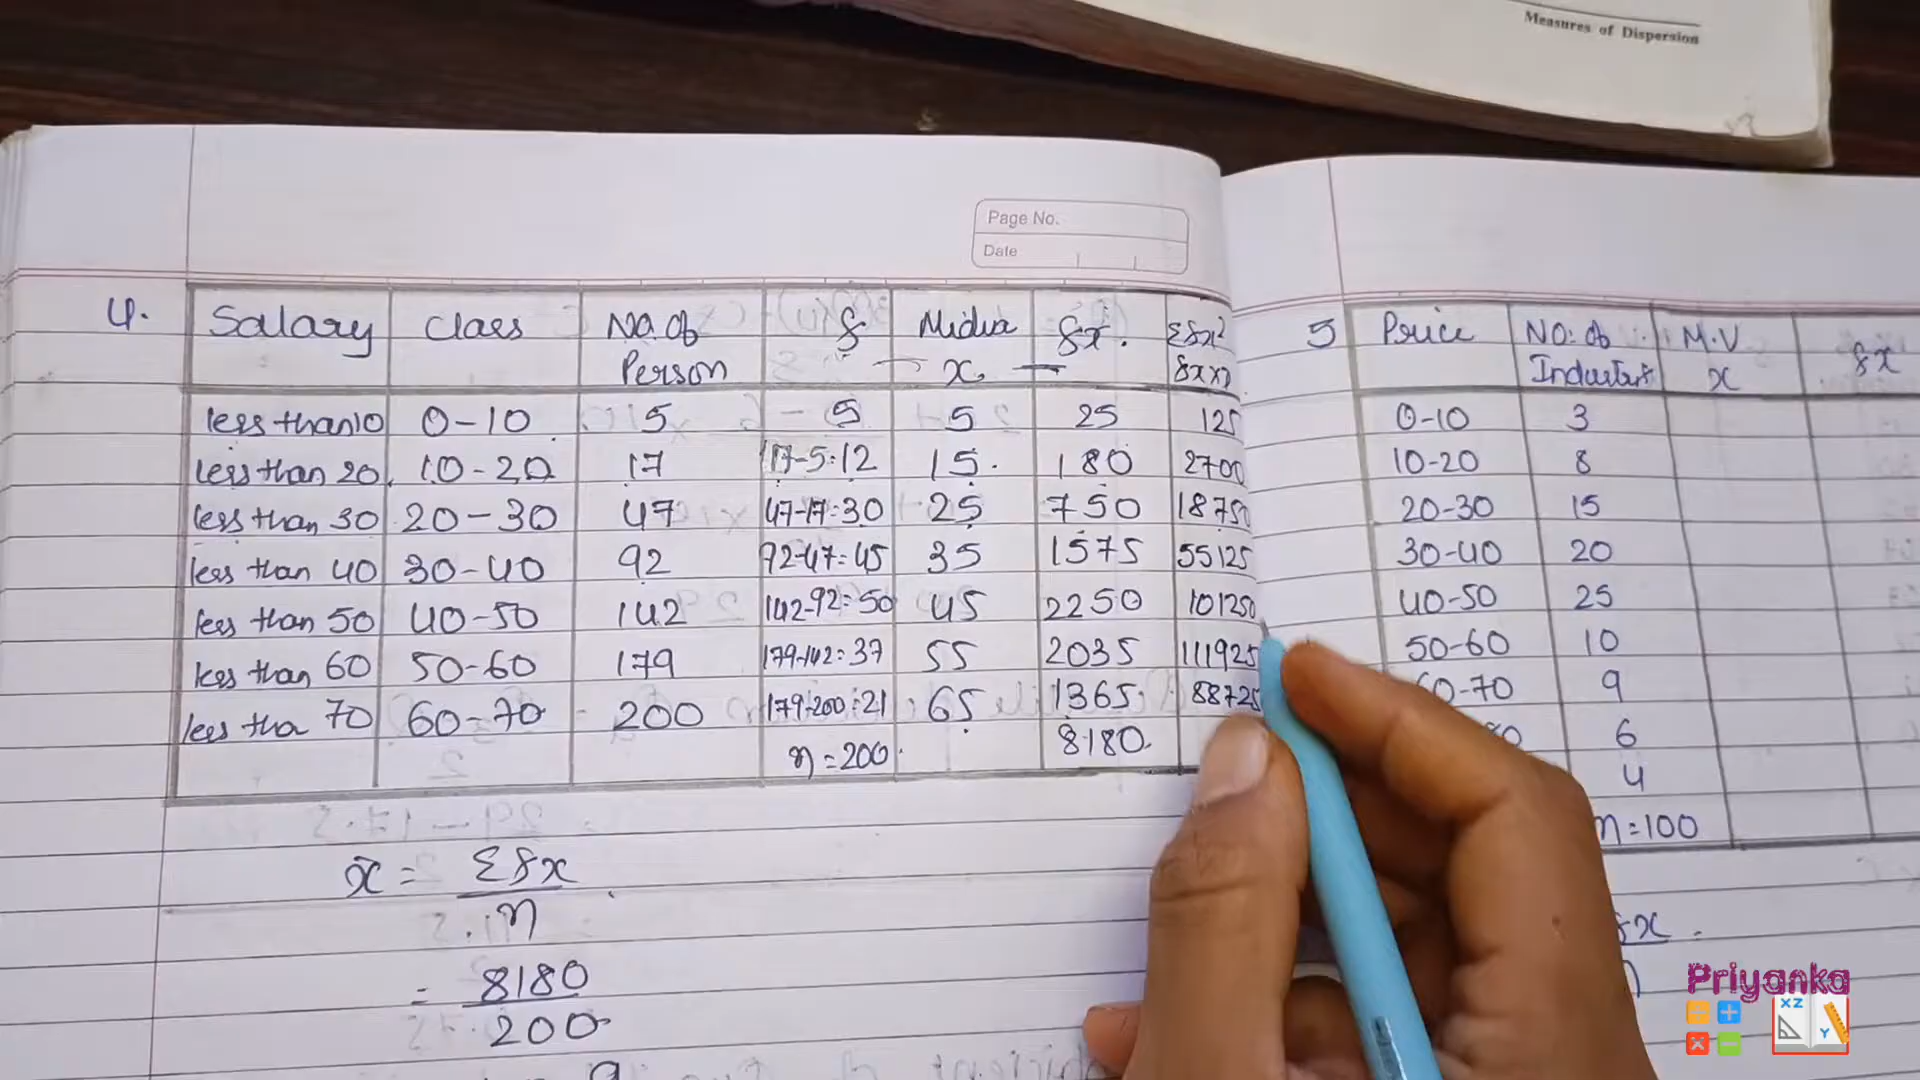 Measures of Dispersion
Page No.
Date
4.
Salary Class No. of Person f x fx Σfx²
less than 10 0-10 5 - 5 5 25 125
less than 20 10-20 17 17-5:12 15 180 2700
less than 30 20-30 47 47-17:30 25 750 18750
less than 40 30-40 92 92-47:45 35 1575 55125
less than 50 40-50 142 142-92:50 45 2250 101250
less than 60 50-60 179 179-142:37 55 2035 111925
less tha 70 60-70 200 179-200:21 65 1365 88725
n=200 8180
x̄ = Σfx
n
= 8180
200
5 Price NO: of M.V x fx
0-10 3
10-20 8
20-30 15
30-40 20
40-50 25
50-60 10
60-70 9
6
4
n=100
fx
Priyanka
XZ
Y